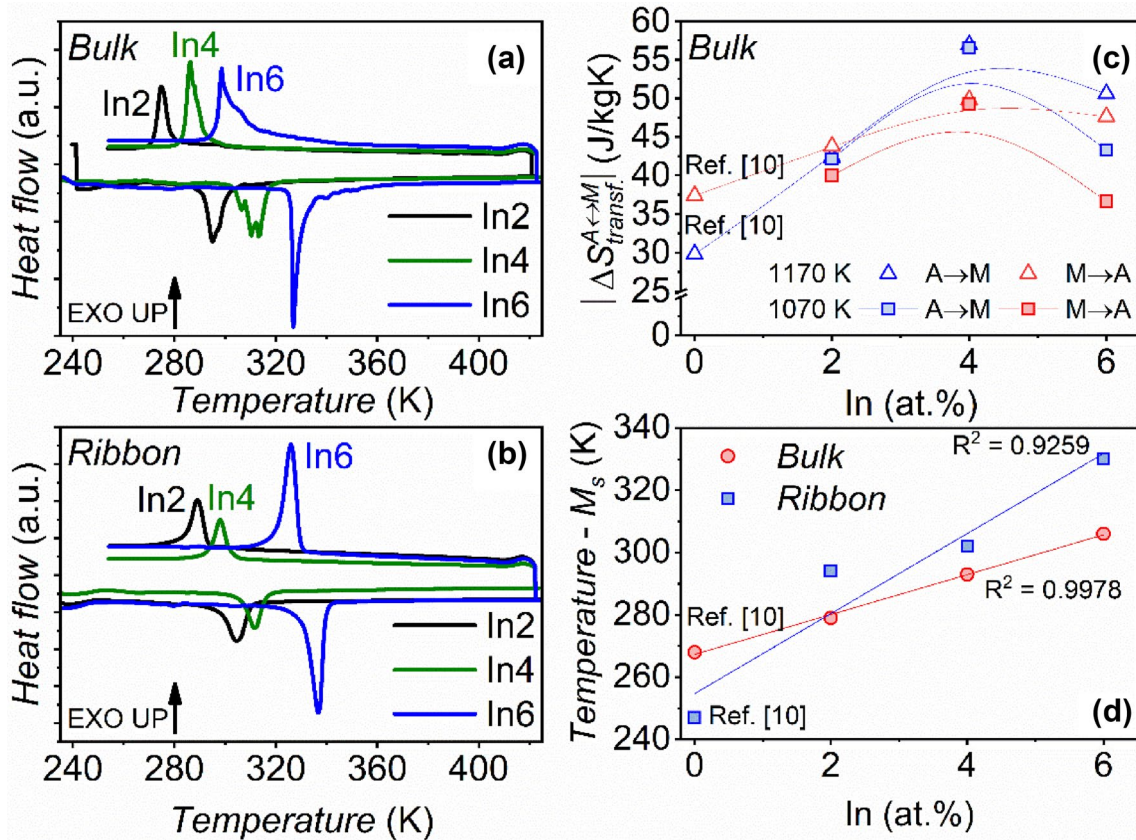 Bulk
(a)
In2
In4
In6
Heat flow (a.u.)
In2
In4
In6
EXO UP
240 280 320 360 400
Temperature (K)
Ribbon
(b)
In2
In4
In6
Heat flow (a.u.)
In2
In4
In6
EXO UP
240 280 320 360 400
Temperature (K)
Bulk
(c)
| ΔS A↔M transf. | (J/kgK)
60
55
50
45
40
35
30
25
0
Ref. [10]
Ref. [10]
1170 K A→M M→A
1070 K A→M M→A
0 2 4 6
In (at.%)
Temperature - Ms (K)
340
320
300
280
260
240
Bulk
Ribbon
(d)
R² = 0.9259
R² = 0.9978
Ref. [10]
Ref. [10]
0 2 4 6
In (at.%)